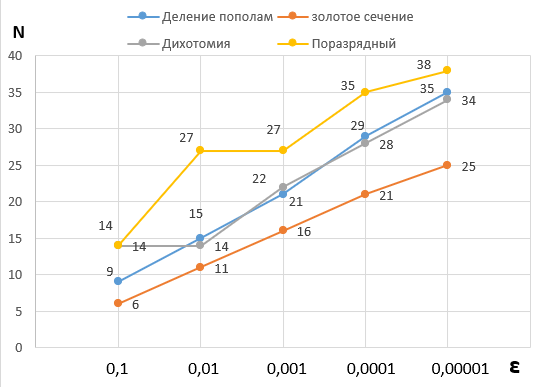 Деление пополам золотое сечение
Дихотомия Поразрядный
N
40
35
30
25
20
15
10
5
0
14 27 27 35 38
9 15 21 29 35
14 14 22 28 34
6 11 16 21 25
0,1 0,01 0,001 0,0001 0,00001 ε